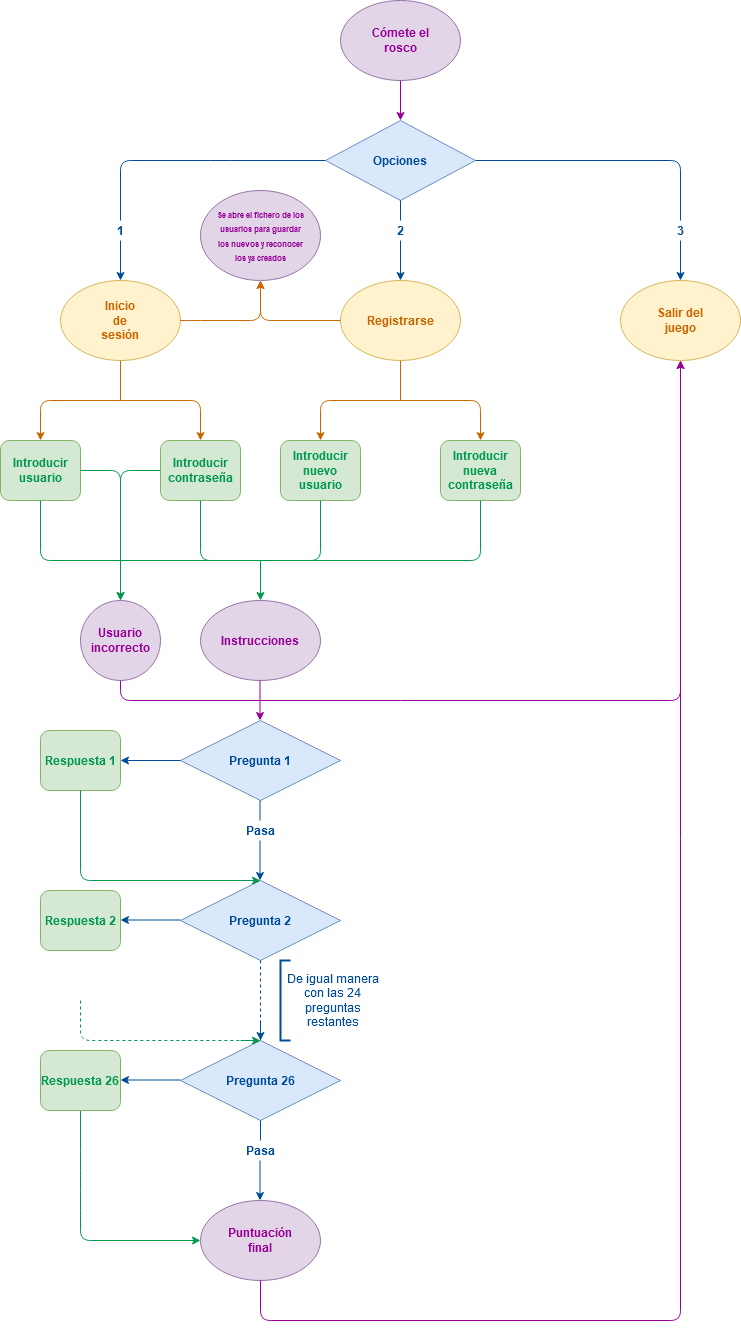 Cómete el
rosco
Opciones
1
2
3
Se abre el fichero de los
usuarios para guardar
los nuevos y reconocer
los ya creados
Inicio
de
sesión
Registrarse
Salir del
juego
Introducir
usuario
Introducir
contraseña
Introducir
nuevo
usuario
Introducir
nueva
contraseña
Usuario
incorrecto
Instrucciones
Respuesta 1
Pregunta 1
Pasa
Respuesta 2
Pregunta 2
De igual manera
con las 24
preguntas
restantes
Respuesta 26
Pregunta 26
Pasa
Puntuación
final